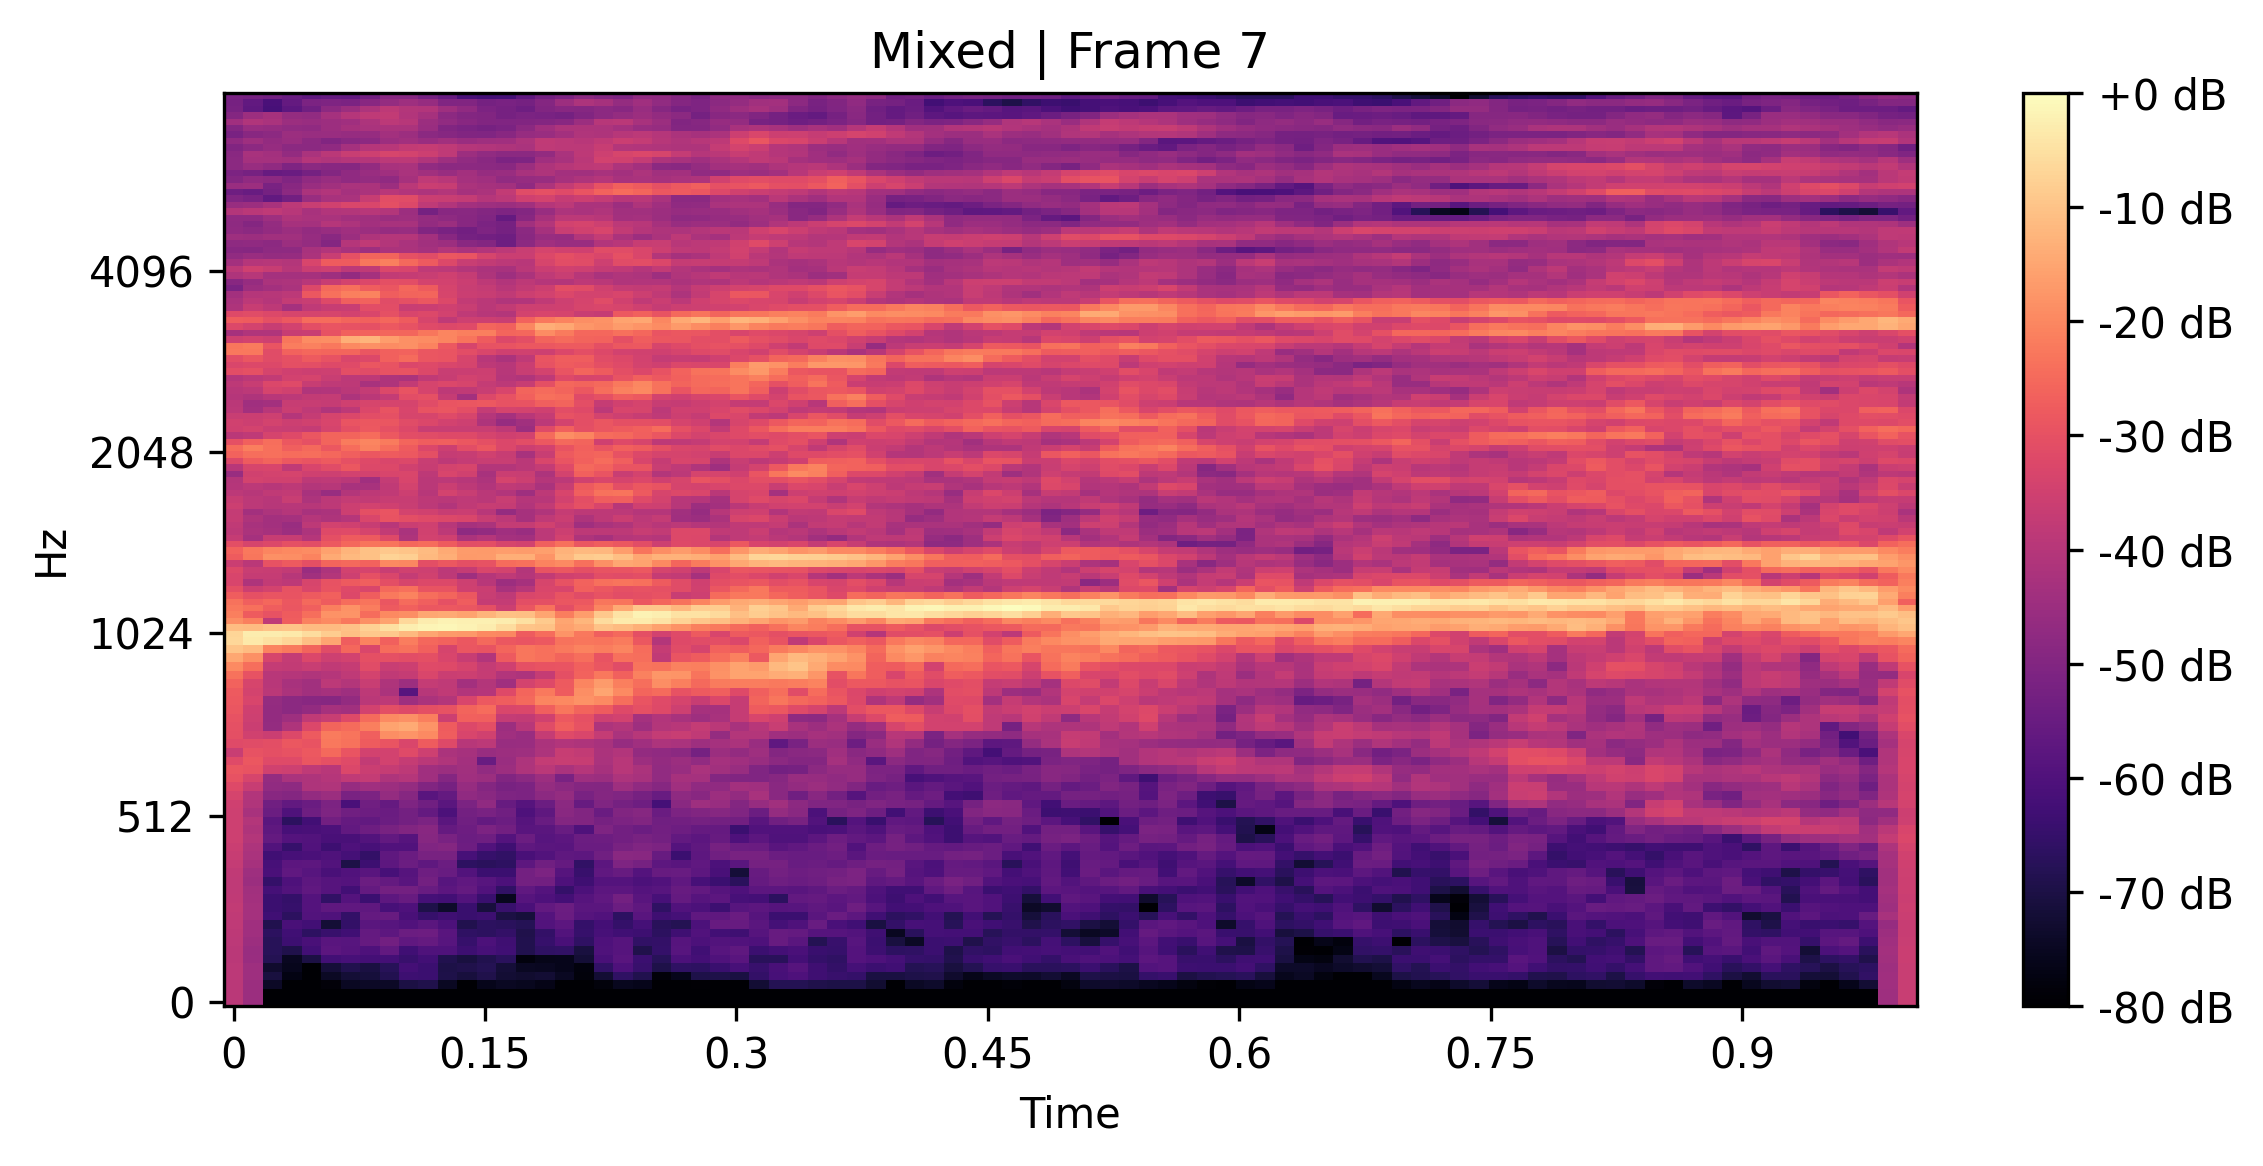 Mixed | Frame 7
+0 dB
-10 dB
-20 dB
-30 dB
-40 dB
-50 dB
-60 dB
-70 dB
-80 dB
4096
2048
1024
512
0
Hz
0 0.15 0.3 0.45 0.6 0.75 0.9
Time